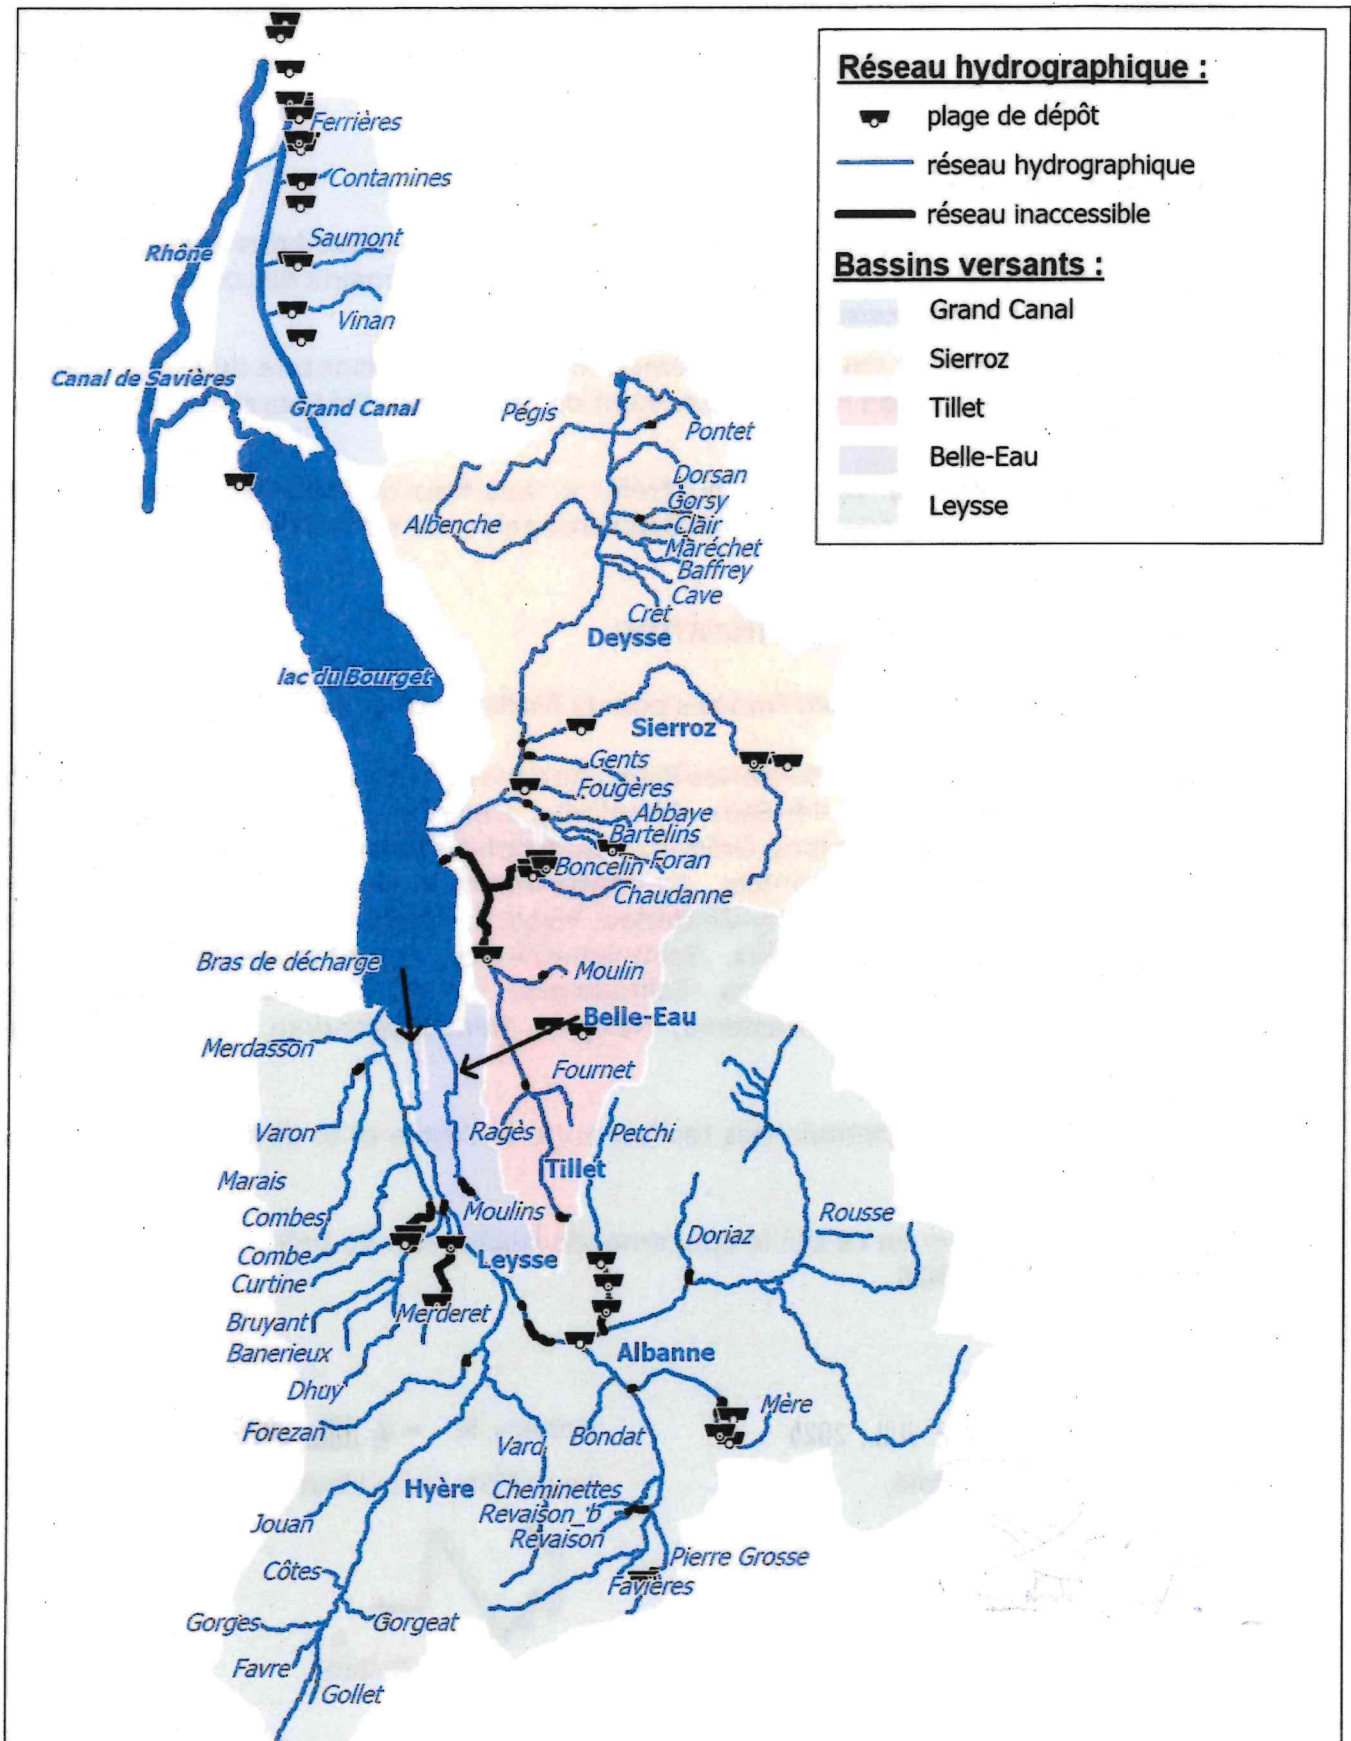 Réseau hydrographique :
plage de dépôt
réseau hydrographique
réseau inaccessible
Bassins versants :
Grand Canal
Sierroz
Tillet
Belle-Eau
Leysse
Ferrières
Contamines
Saumont
Rhône
Vinan
Canal de Savières
Grand Canal
Pégis
Pontet
Dorsan
Gorsy
Albenche
Clair
Maréchet
Baffrey
Cave
Cret
Deysse
lac du Bourget
Sierroz
Gents
Fougères
Abbaye
Bartelins
Foran
Boncelin
Chaudanne
Bras de décharge
Moulin
Belle-Eau
Merdasson
Fournet
Varon
Ragès
Petchi
Tillet
Marais
Combes
Moulins
Rousse
Doriaz
Combe
Leysse
Curtine
Merderet
Bruyant
Banerieux
Albanne
Dhuy
Mère
Forezan
Vard
Bondat
Hyère
Cheminettes
Revaison_b
Jouan
Revaison
Pierre Grosse
Côtes
Favières
Gorges
Gorgeat
Favre
Gollet